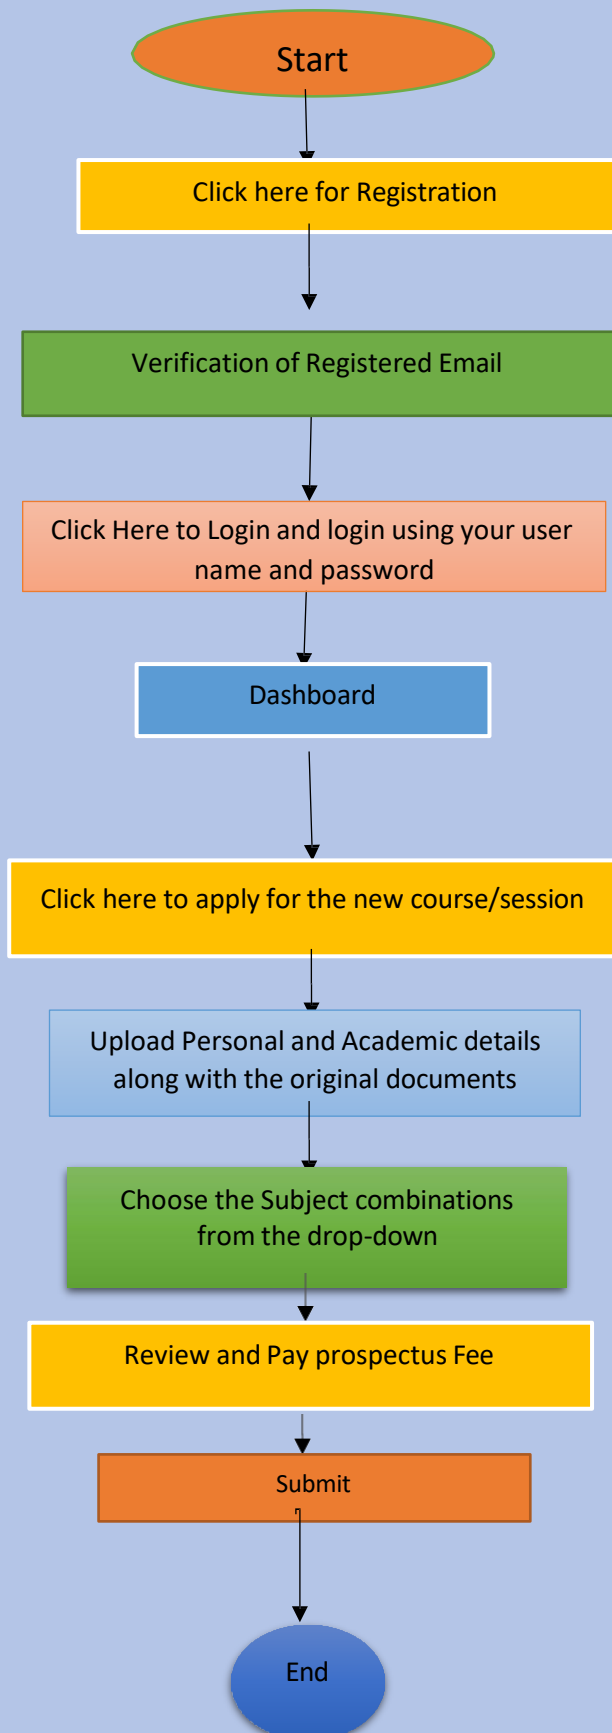 Start
Click here for Registration
Verification of Registered Email
Click Here to Login and login using your user
name and password
Dashboard
Click here to apply for the new course/session
Upload Personal and Academic details
along with the original documents
Choose the Subject combinations
from the drop-down
Review and Pay prospectus Fee
Submit
End